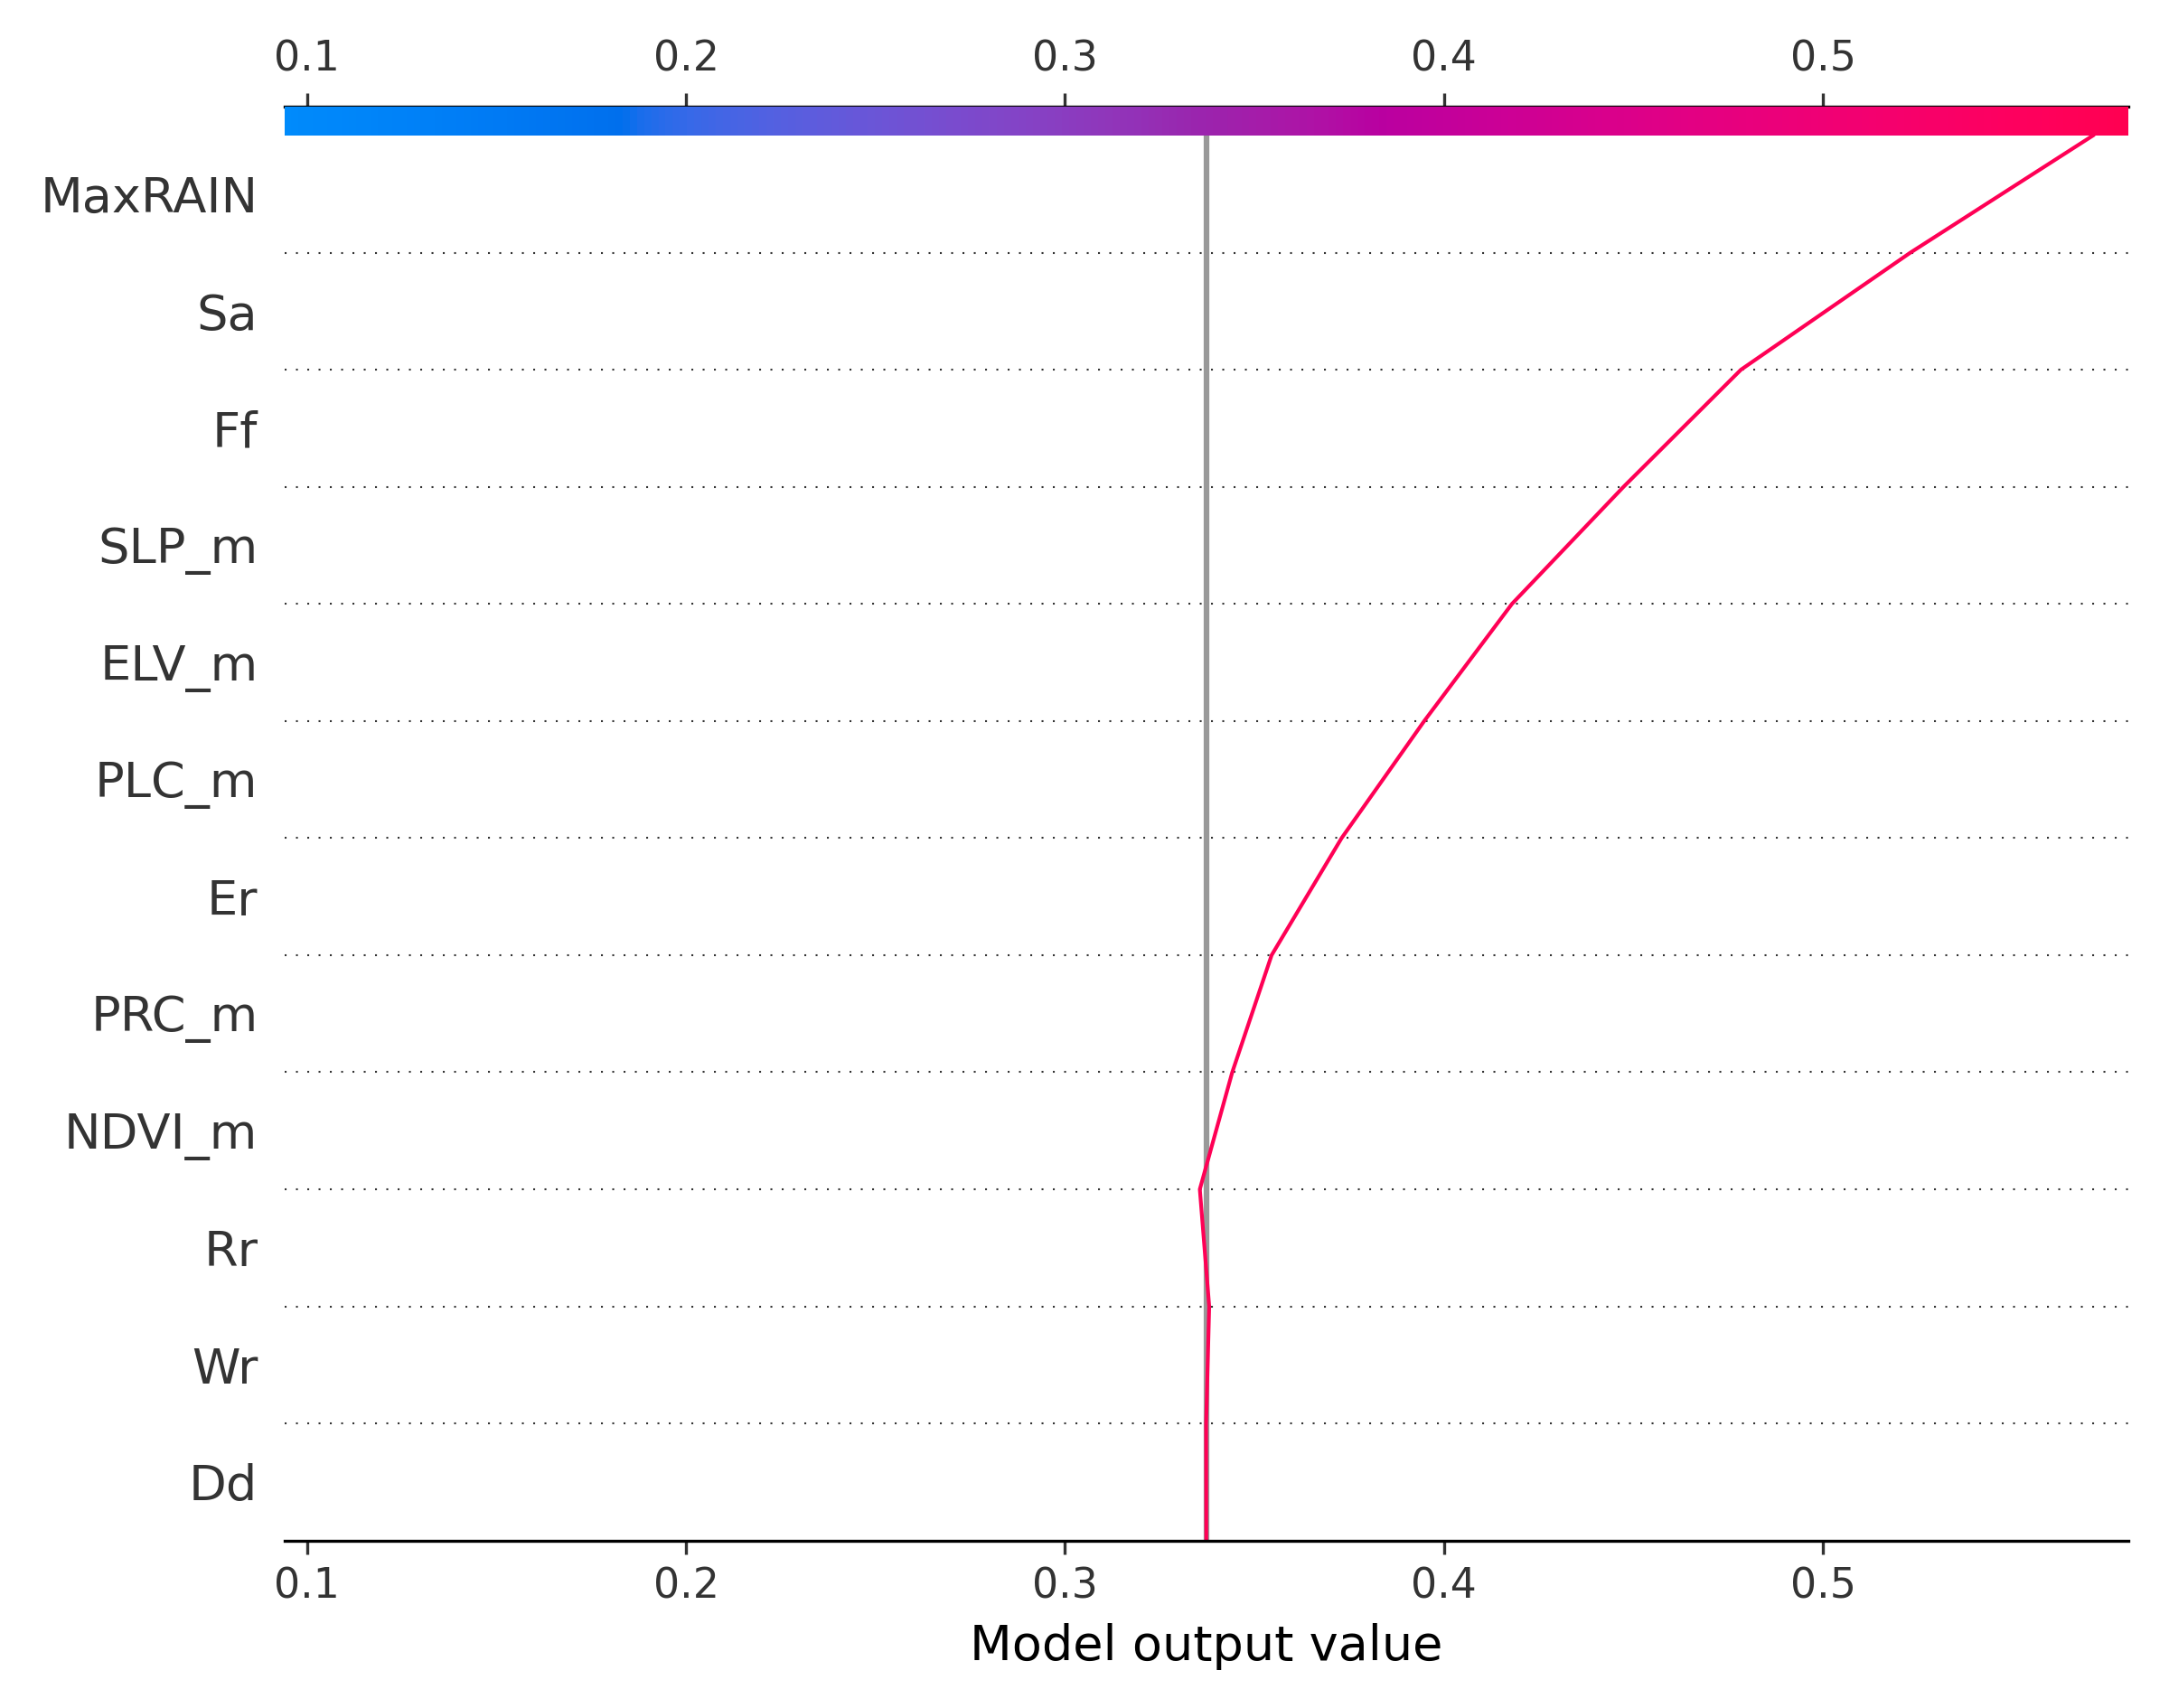 0.1 0.2 0.3 0.4 0.5
MaxRAIN
Sa
Ff
SLP_m
ELV_m
PLC_m
Er
PRC_m
NDVI_m
Rr
Wr
Dd
0.1 0.2 0.3 0.4 0.5
Model output value